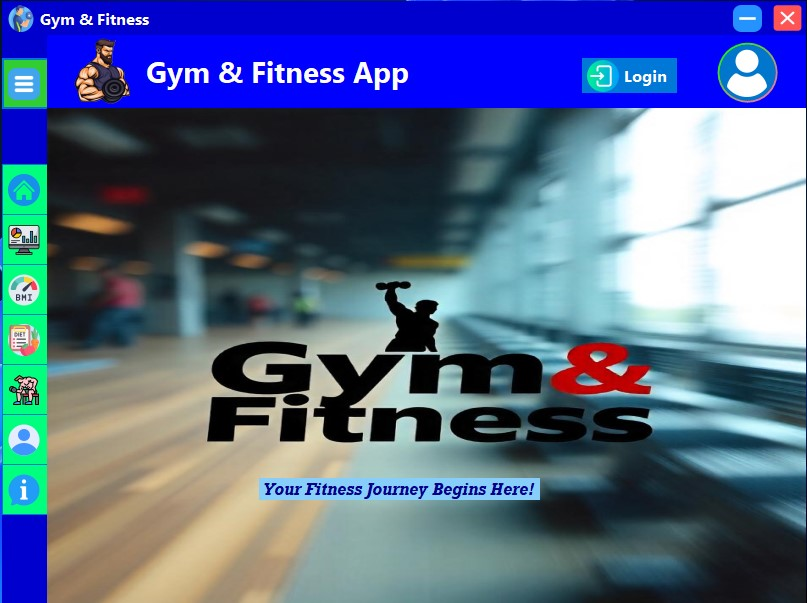 Gym & Fitness
Gym & Fitness App
Login
BMI
DIET
Gym&
Fitness
Your Fitness Journey Begins Here!